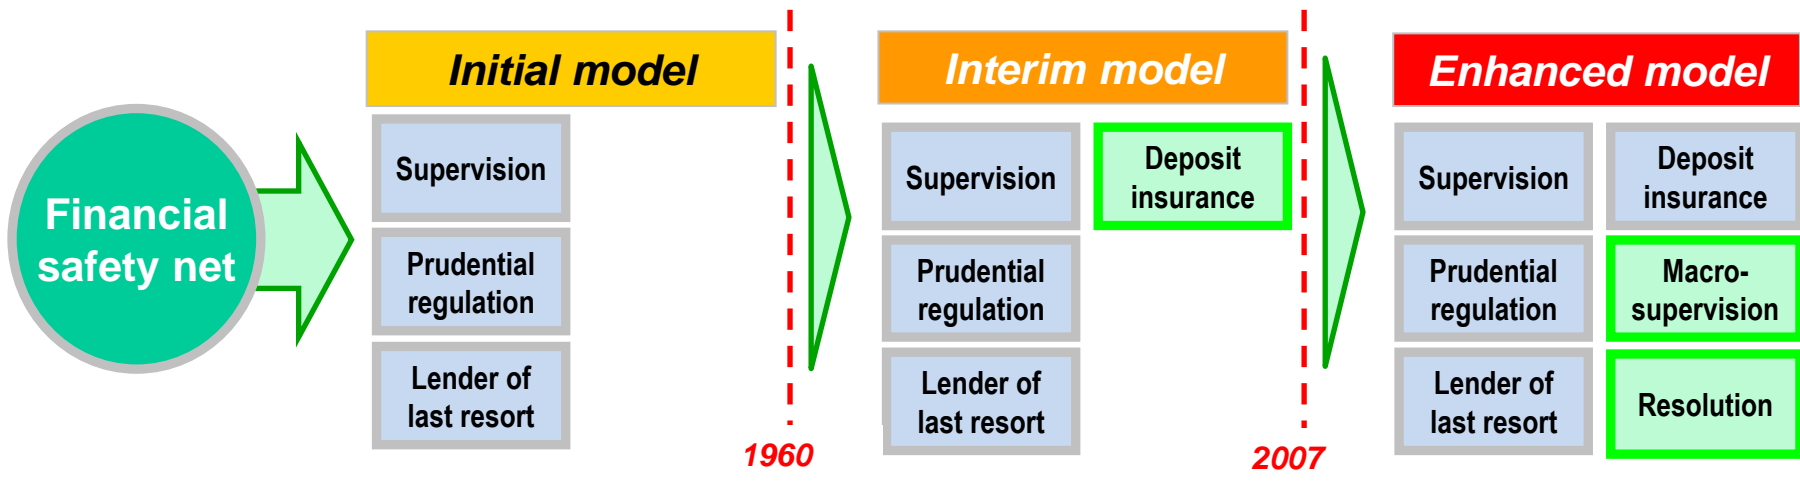 Financial
safety net
Initial model
Supervision
Prudential
regulation
Lender of
last resort
1960
Interim model
Supervision
Deposit
insurance
Prudential
regulation
Lender of
last resort
2007
Enhanced model
Supervision
Deposit
insurance
Prudential
regulation
Macro-
supervision
Lender of
last resort
Resolution